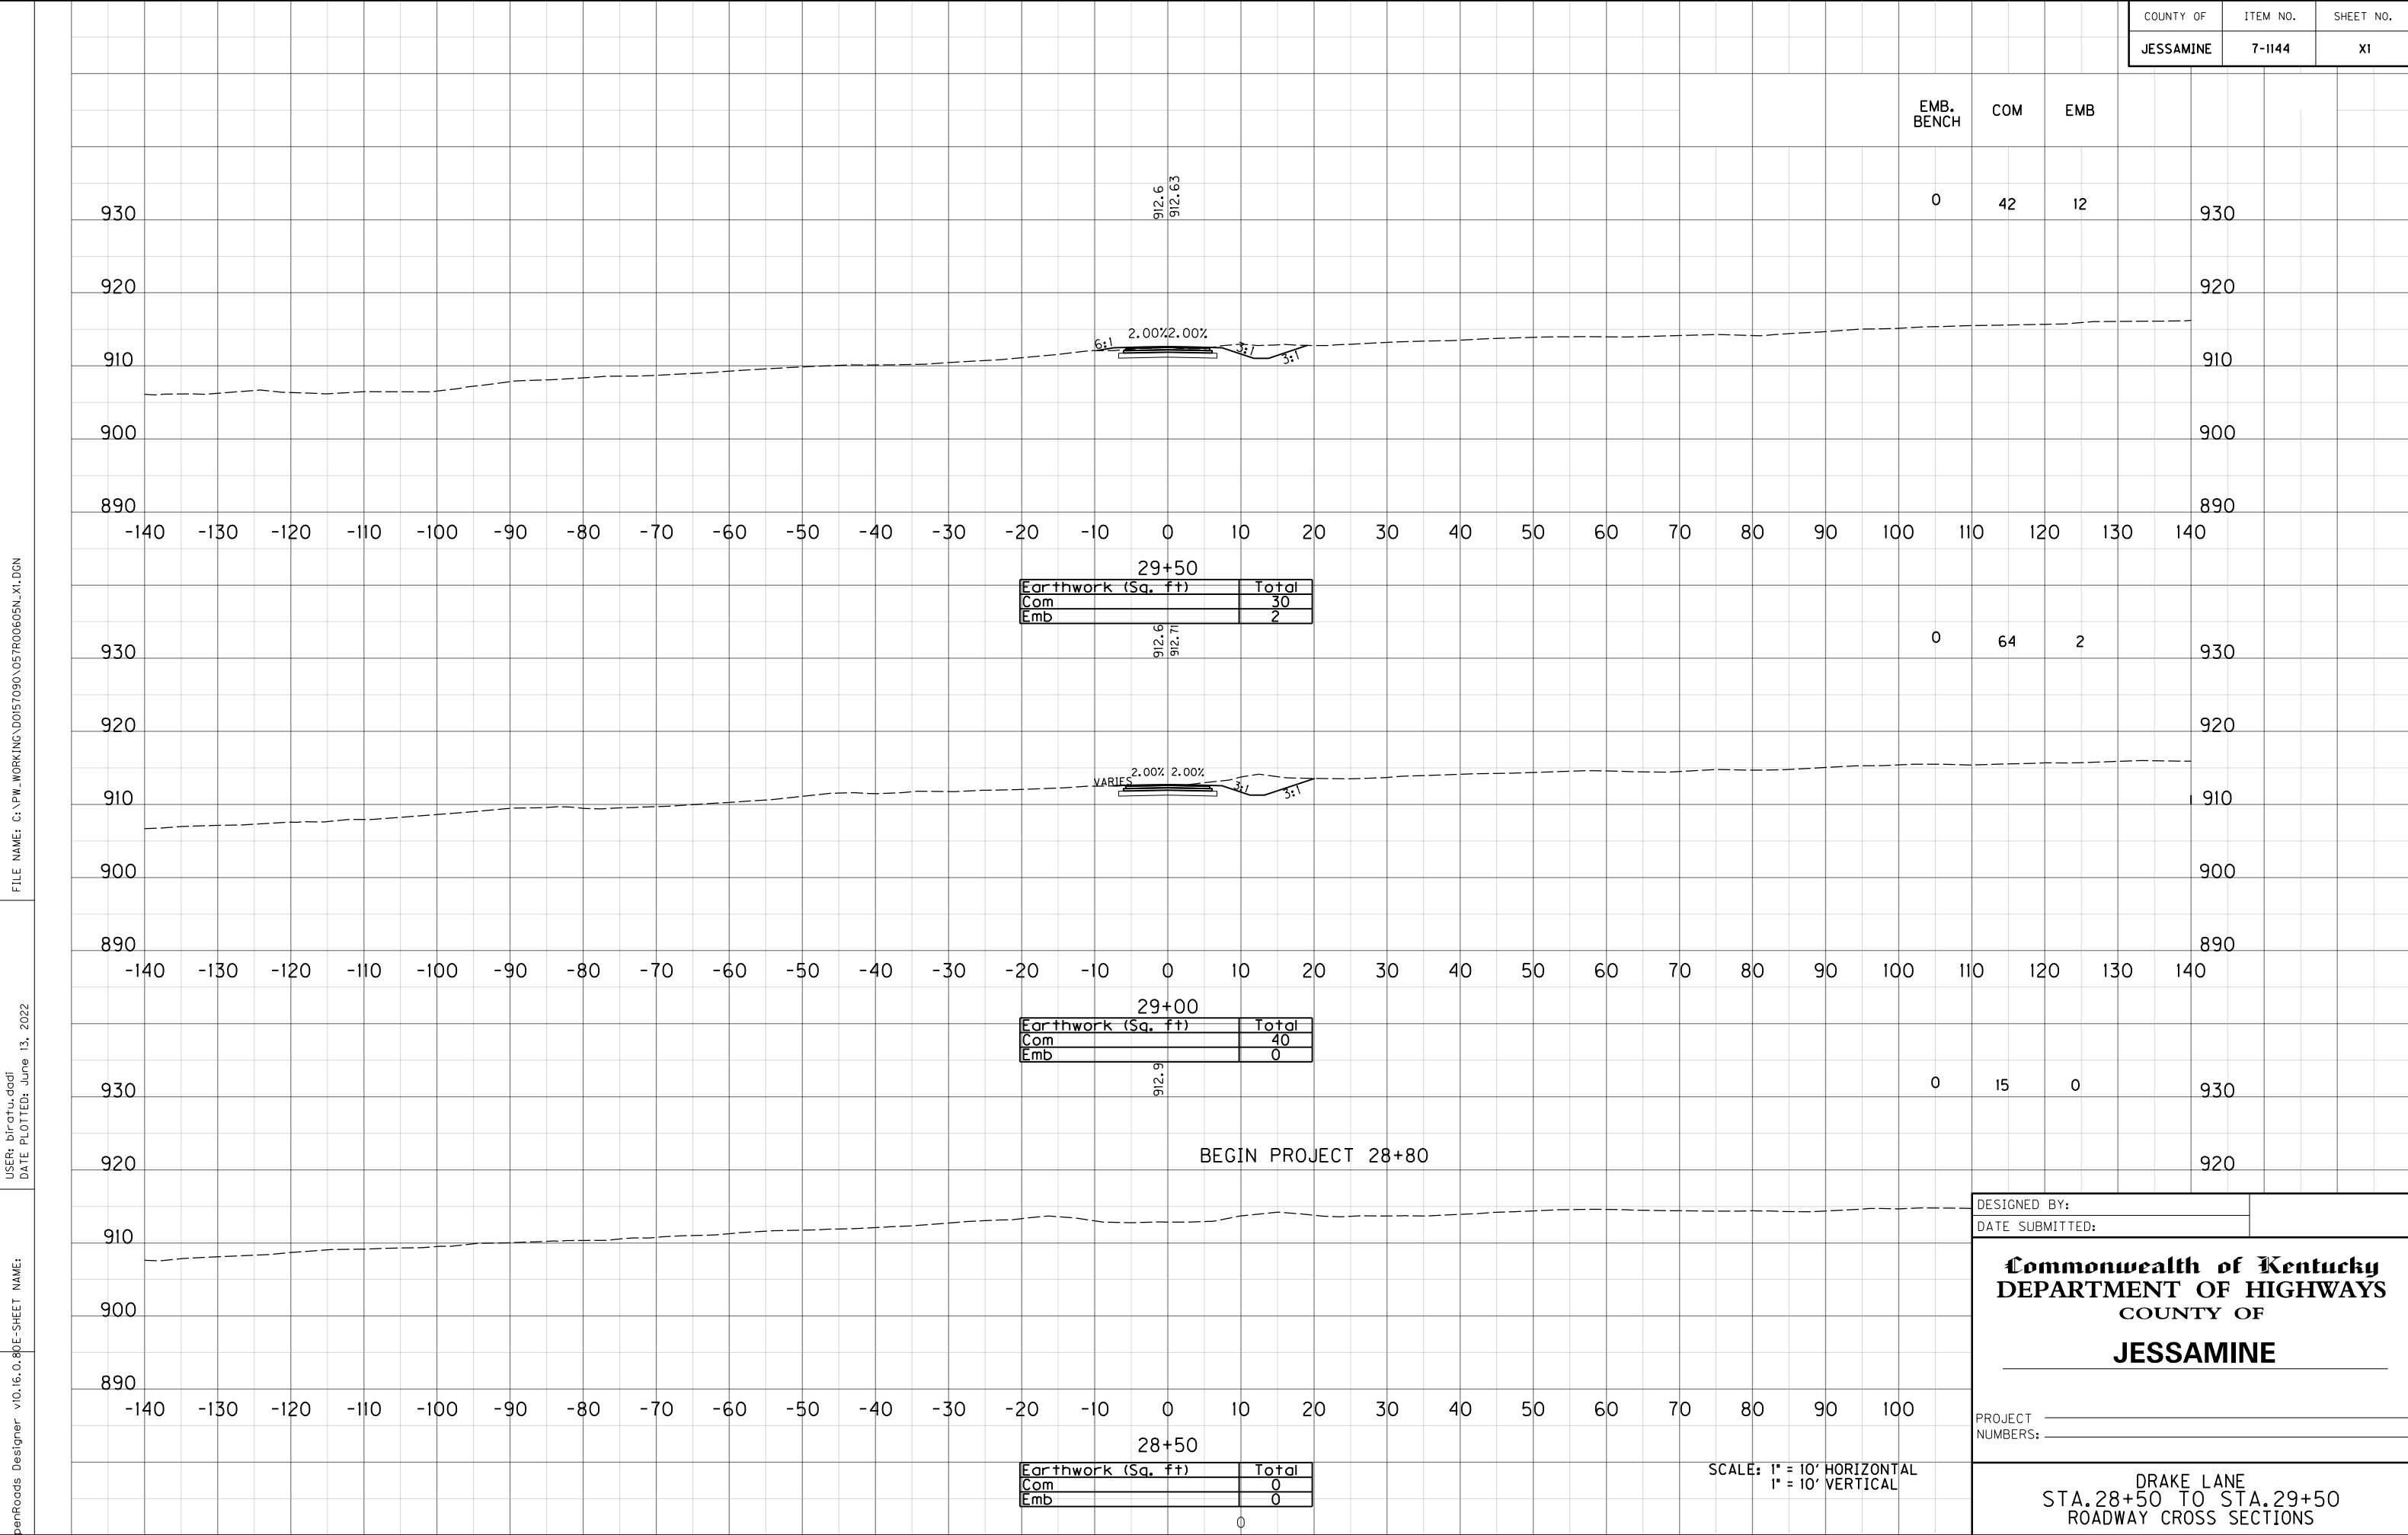 COUNTY OF ITEM NO. SHEET NO.
JESSAMINE 7-1144 X1
EMB. BENCH COM EMB
912.6 912.63
0 42 12
930 930
920 920
2.00% 2.00%
6:1 3:1 3:1
910 910
900 900
890 890
-140 -130 -120 -110 -100 -90 -80 -70 -60 -50 -40 -30 -20 -10 0 10 20 30 40 50 60 70 80 90 100 110 120 130 140
29+50
Earthwork (Sq. ft) Total
Com 30
Emb 2
912.6 912.71
0 64 2
930 930
920 920
VARIES 2.00% 2.00%
3:1 3:1
910 910
900 900
890 890
-140 -130 -120 -110 -100 -90 -80 -70 -60 -50 -40 -30 -20 -10 0 10 20 30 40 50 60 70 80 90 100 110 120 130 140
29+00
Earthwork (Sq. ft) Total
Com 40
Emb 0
912.9
0 15 0
930 930
BEGIN PROJECT 28+80
920 920
910
900
890
-140 -130 -120 -110 -100 -90 -80 -70 -60 -50 -40 -30 -20 -10 0 10 20 30 40 50 60 70 80 90 100
28+50
Earthwork (Sq. ft) Total
Com 0
Emb 0
0
SCALE: 1" = 10' HORIZONTAL
1" = 10' VERTICAL
DESIGNED BY:
DATE SUBMITTED:
Commonwealth of Kentucky
DEPARTMENT OF HIGHWAYS
COUNTY OF
JESSAMINE
PROJECT
NUMBERS:
DRAKE LANE
STA.28+50 TO STA.29+50
ROADWAY CROSS SECTIONS
FILE NAME: C:\PW_WORKING\D0157090\057R00605N_X1.DGN
USER: biratu.dadi
DATE PLOTTED: June 13, 2022
E-SHEET NAME:
penRoads Designer v10.16.0.80